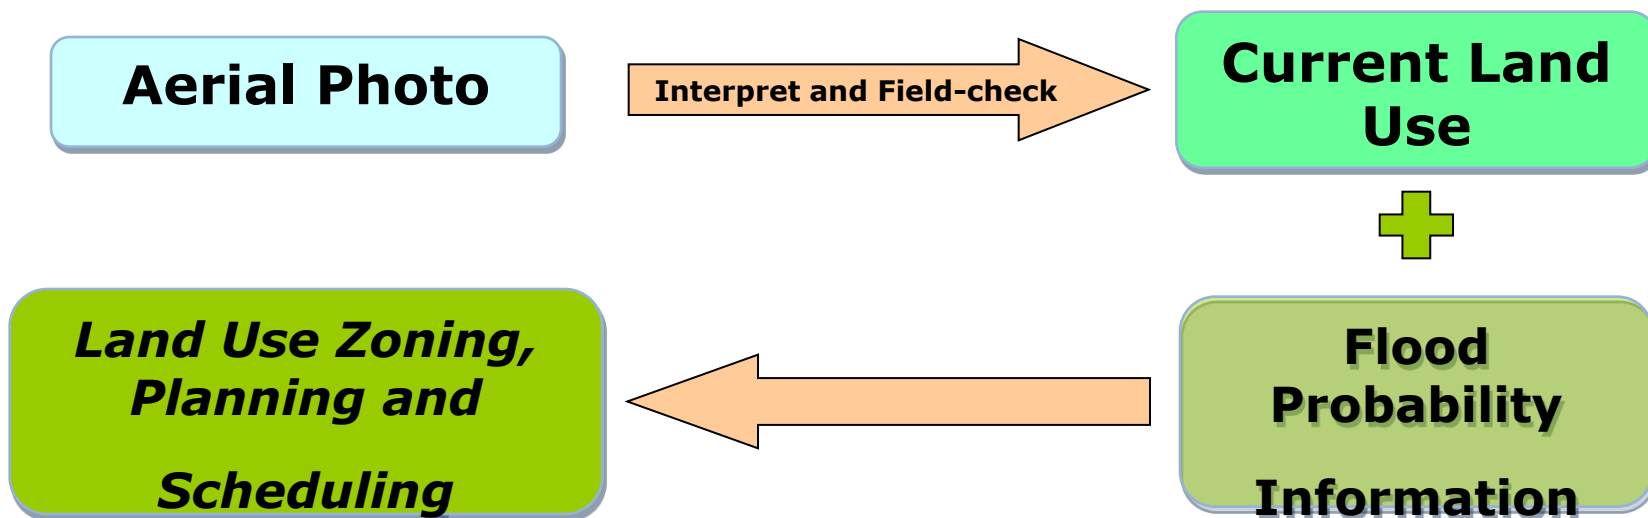 Aerial Photo
Interpret and Field-check
Current Land
Use
Flood
Probability
Information
Land Use Zoning,
Planning and
Scheduling